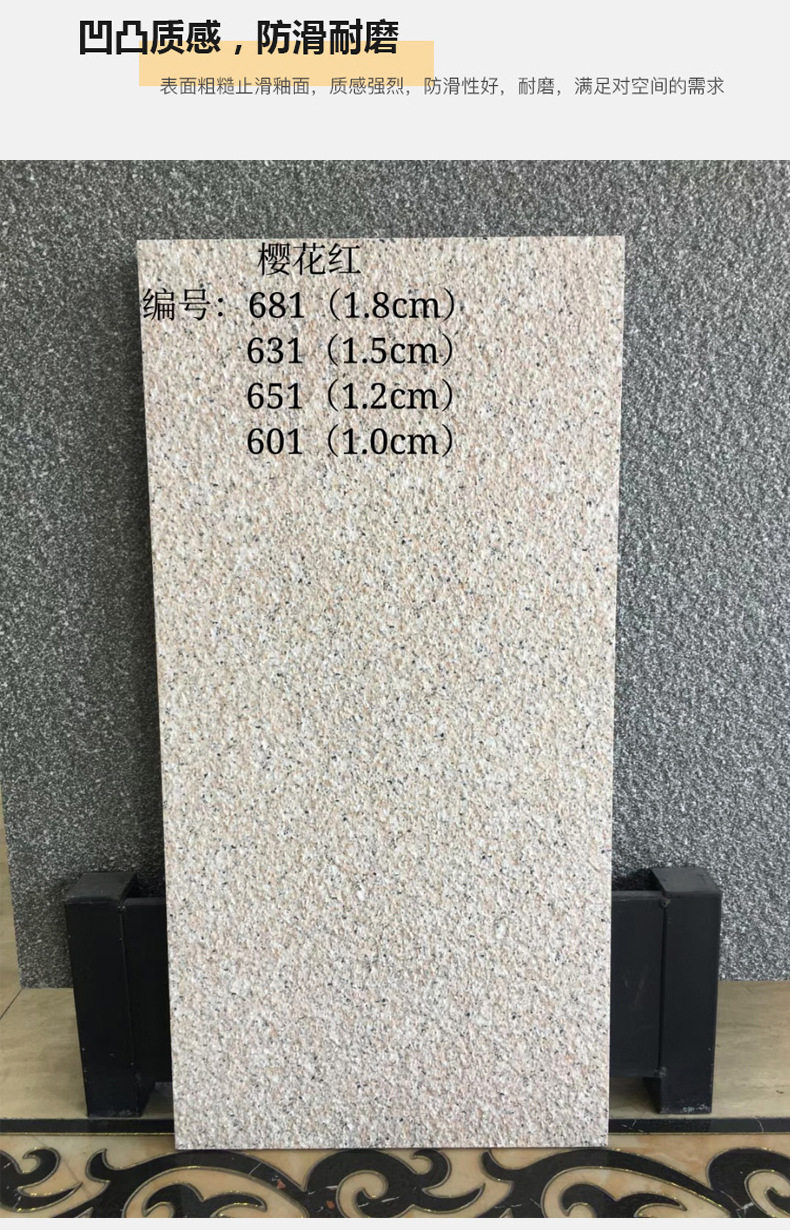 凹凸质感，防滑耐磨
表面粗糙止滑釉面，质感强烈，防滑性好，耐磨，满足对空间的需求
樱花红
编号：681（1.8cm）
631（1.5cm）
651（1.2cm）
601（1.0cm）